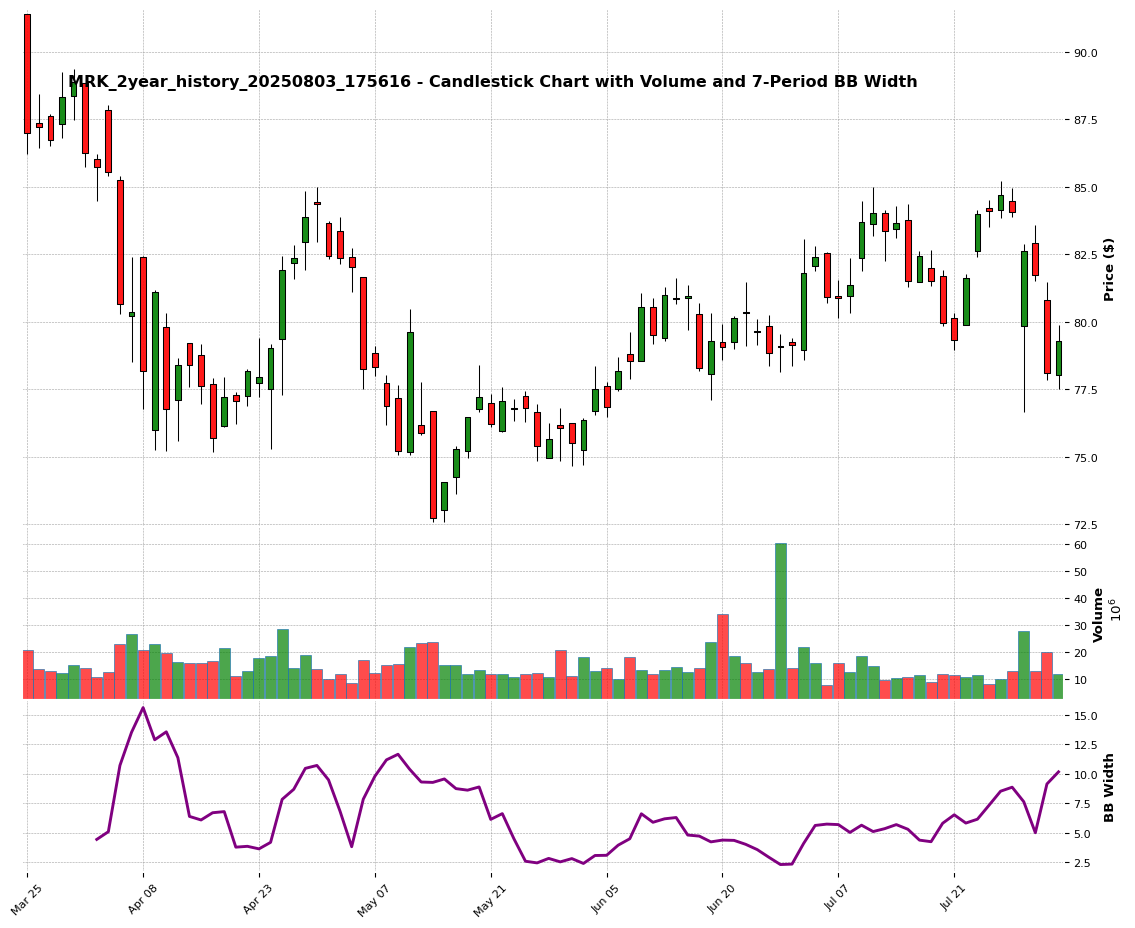 MRK_2year_history_20250803_175616 - Candlestick Chart with Volume and 7-Period BB Width
90.0
87.5
85.0
82.5
80.0
77.5
75.0
72.5
Price ($)
60
50
40
30
20
10
Volume
10^6
15.0
12.5
10.0
7.5
5.0
2.5
BB Width
Mar 25
Apr 08
Apr 23
May 07
May 21
Jun 05
Jun 20
Jul 07
Jul 21